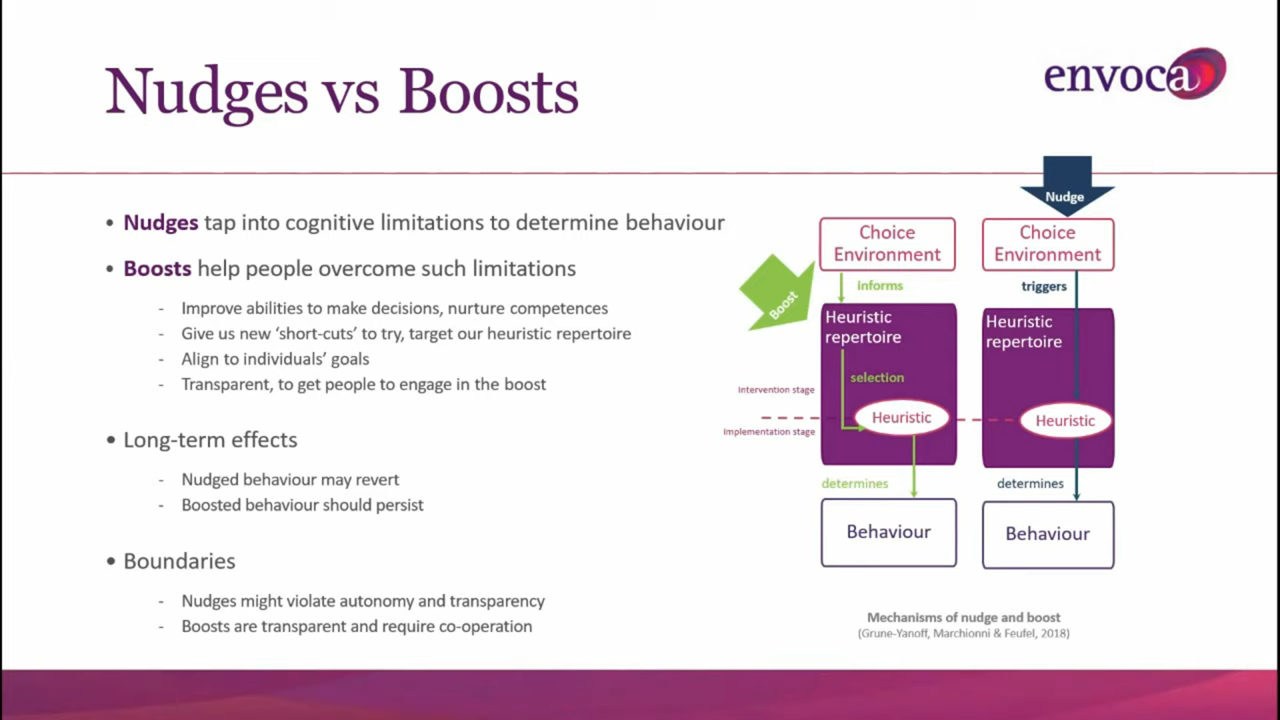 Nudges vs Boosts
envoca
• Nudges tap into cognitive limitations to determine behaviour
• Boosts help people overcome such limitations
- Improve abilities to make decisions, nurture competences
- Give us new ‘short-cuts’ to try, target our heuristic repertoire
- Align to individuals’ goals
- Transparent, to get people to engage in the boost
• Long-term effects
- Nudged behaviour may revert
- Boosted behaviour should persist
• Boundaries
- Nudges might violate autonomy and transparency
- Boosts are transparent and require co-operation
Boost
Choice
Environment
informs
Heuristic
repertoire
selection
Intervention stage
Implementation stage
Heuristic
determines
Behaviour
Nudge
Choice
Environment
triggers
Heuristic
repertoire
Heuristic
determines
Behaviour
Mechanisms of nudge and boost
(Grune-Yanoff, Marchionni & Feufel, 2018)